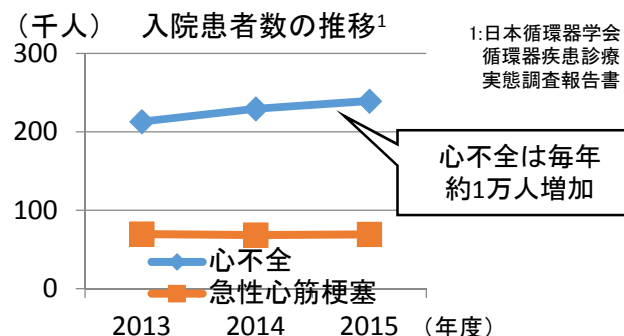 （千人） 入院患者数の推移1
1:日本循環器学会
循環器疾患診療
実態調査報告書
300
200
100
0
心不全は毎年
約1万人増加
心不全
急性心筋梗塞
2013 2014 2015 （年度）